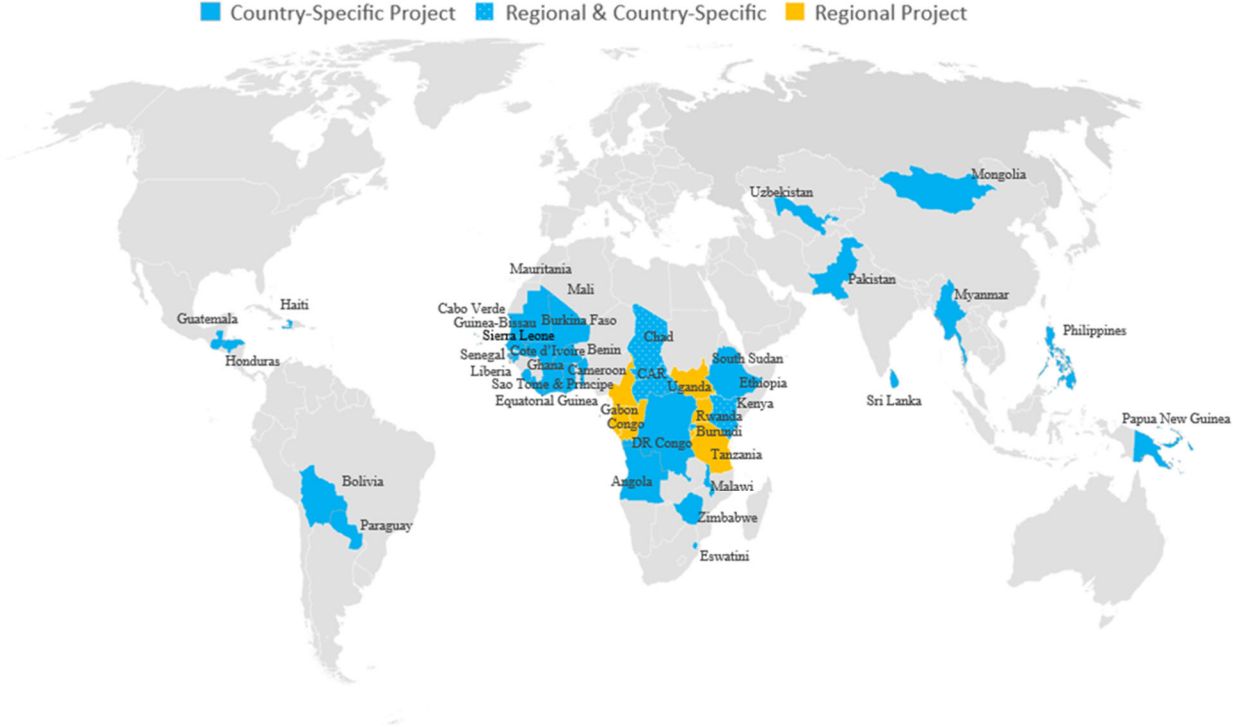 Country-Specific Project Regional & Country-Specific Regional Project
Mongolia
Uzbekistan
Mauritania
Pakistan
Mali
Myanmar
Haiti
Cabo Verde
Guatemala
Guinea-Bissau Burkina Faso
Philippines
Sierra Leone
Chad
Senegal Cote d'Ivoire Benin
South Sudan
Honduras
Ghana
Liberia Cameroon CAR
Sao Tome & Principe Uganda Ethiopia
Equatorial Guinea
Kenya
Sri Lanka
Gabon
Rwanda
Papua New Guinea
Congo
Burundi
DR Congo
Tanzania
Bolivia
Angola
Malawi
Paraguay
Zimbabwe
Eswatini